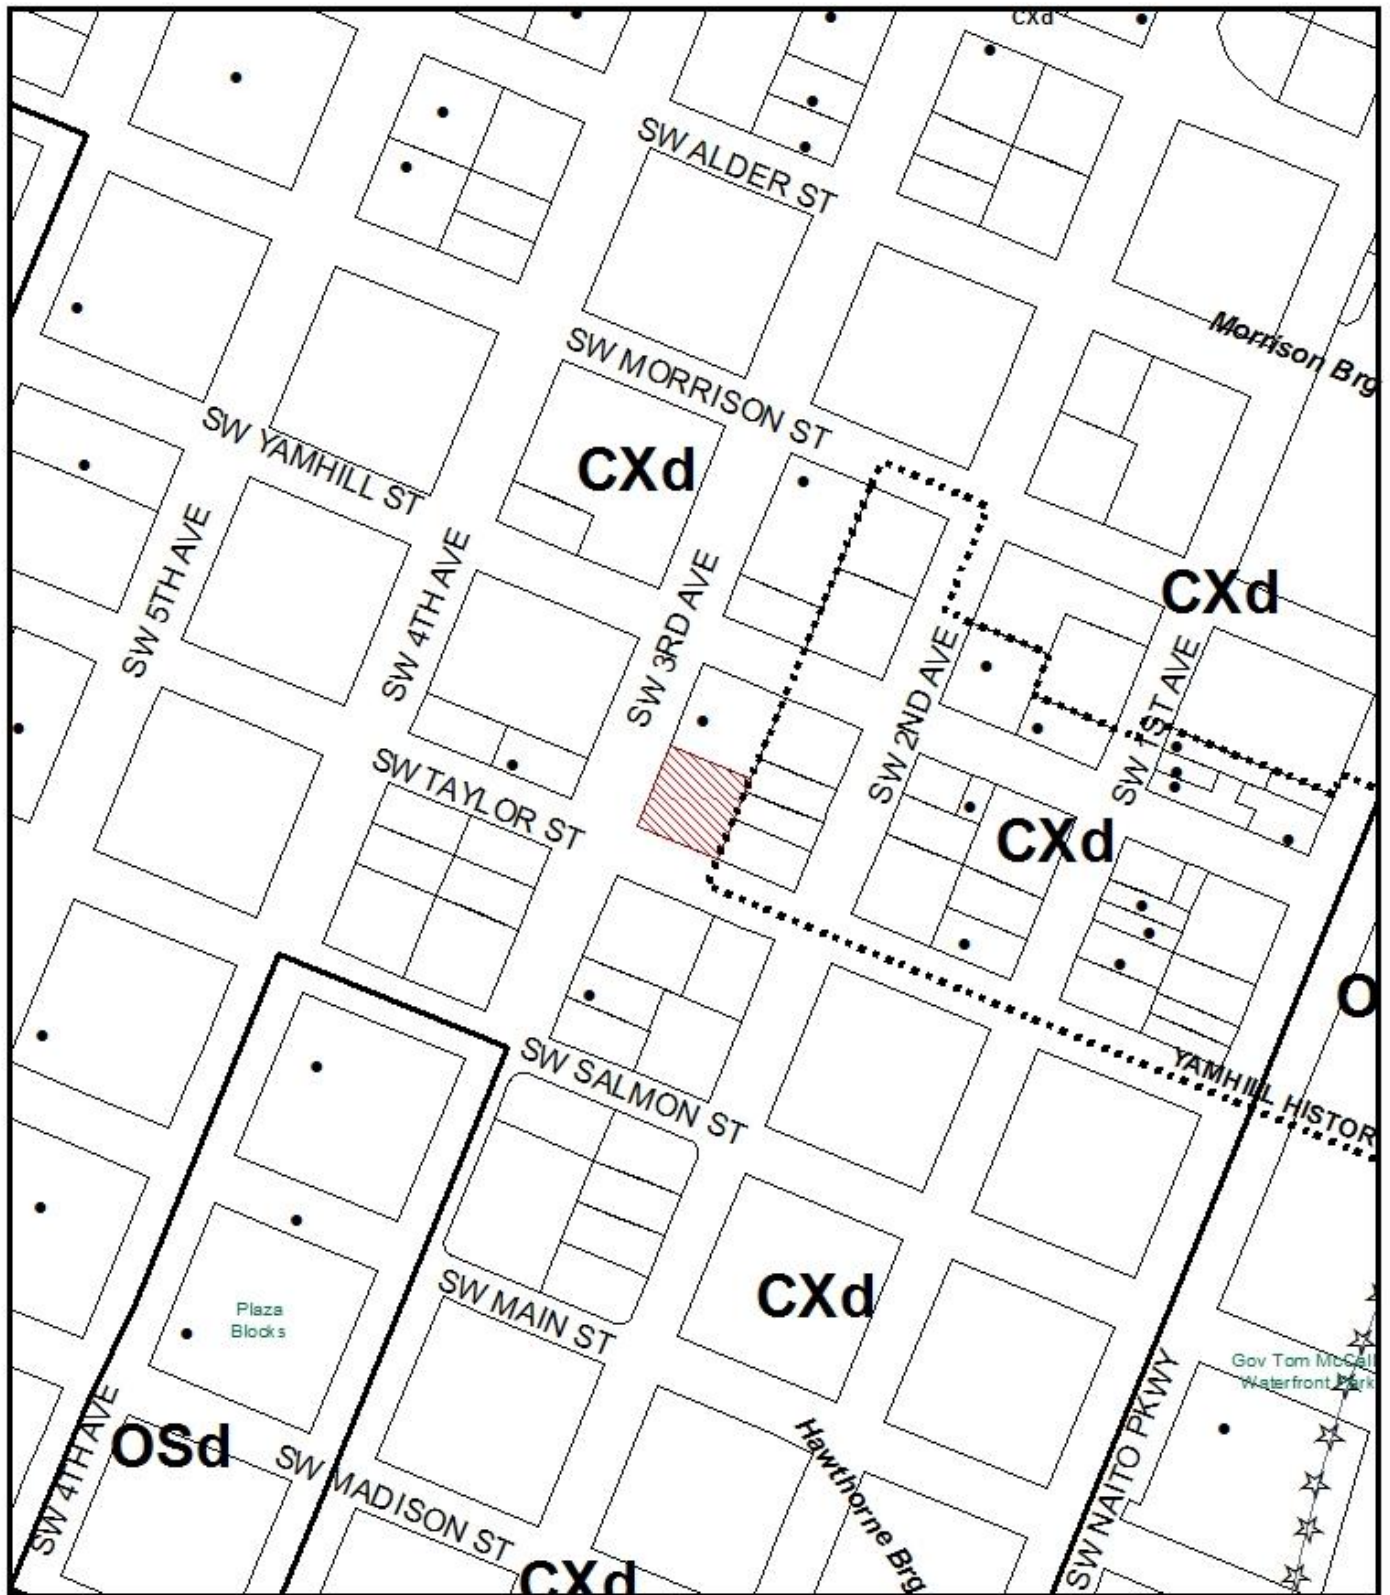 CXd
SW ALDER ST
Morrison Brg
SW MORRISON ST
SW YAMHILL ST
CXd
SW 5TH AVE
SW 4TH AVE
SW 3RD AVE
CXd
SW 2ND AVE
SW 1ST AVE
SW TAYLOR ST
CXd
O
SW SALMON ST
YAMHILL HISTOR
SW MAIN ST
CXd
Plaza
Blocks
Gov Tom McCall
Waterfront Park
SW 4TH AVE
OSd
SW MADISON ST
Hawthorne Brg
SW NAITO PKWY
CXd